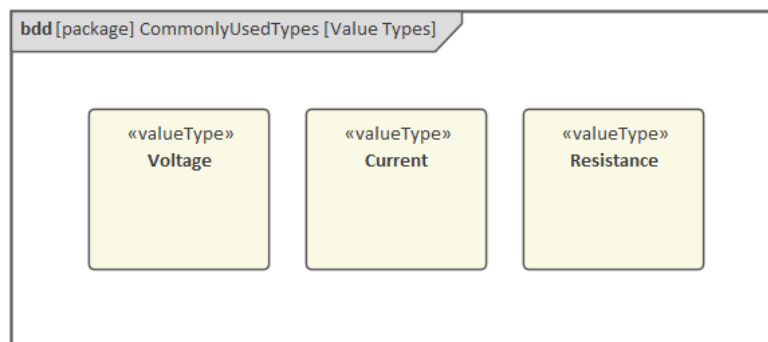 bdd [package] CommonlyUsedTypes [Value Types]
«valueType» «valueType» «valueType»
Voltage Current Resistance